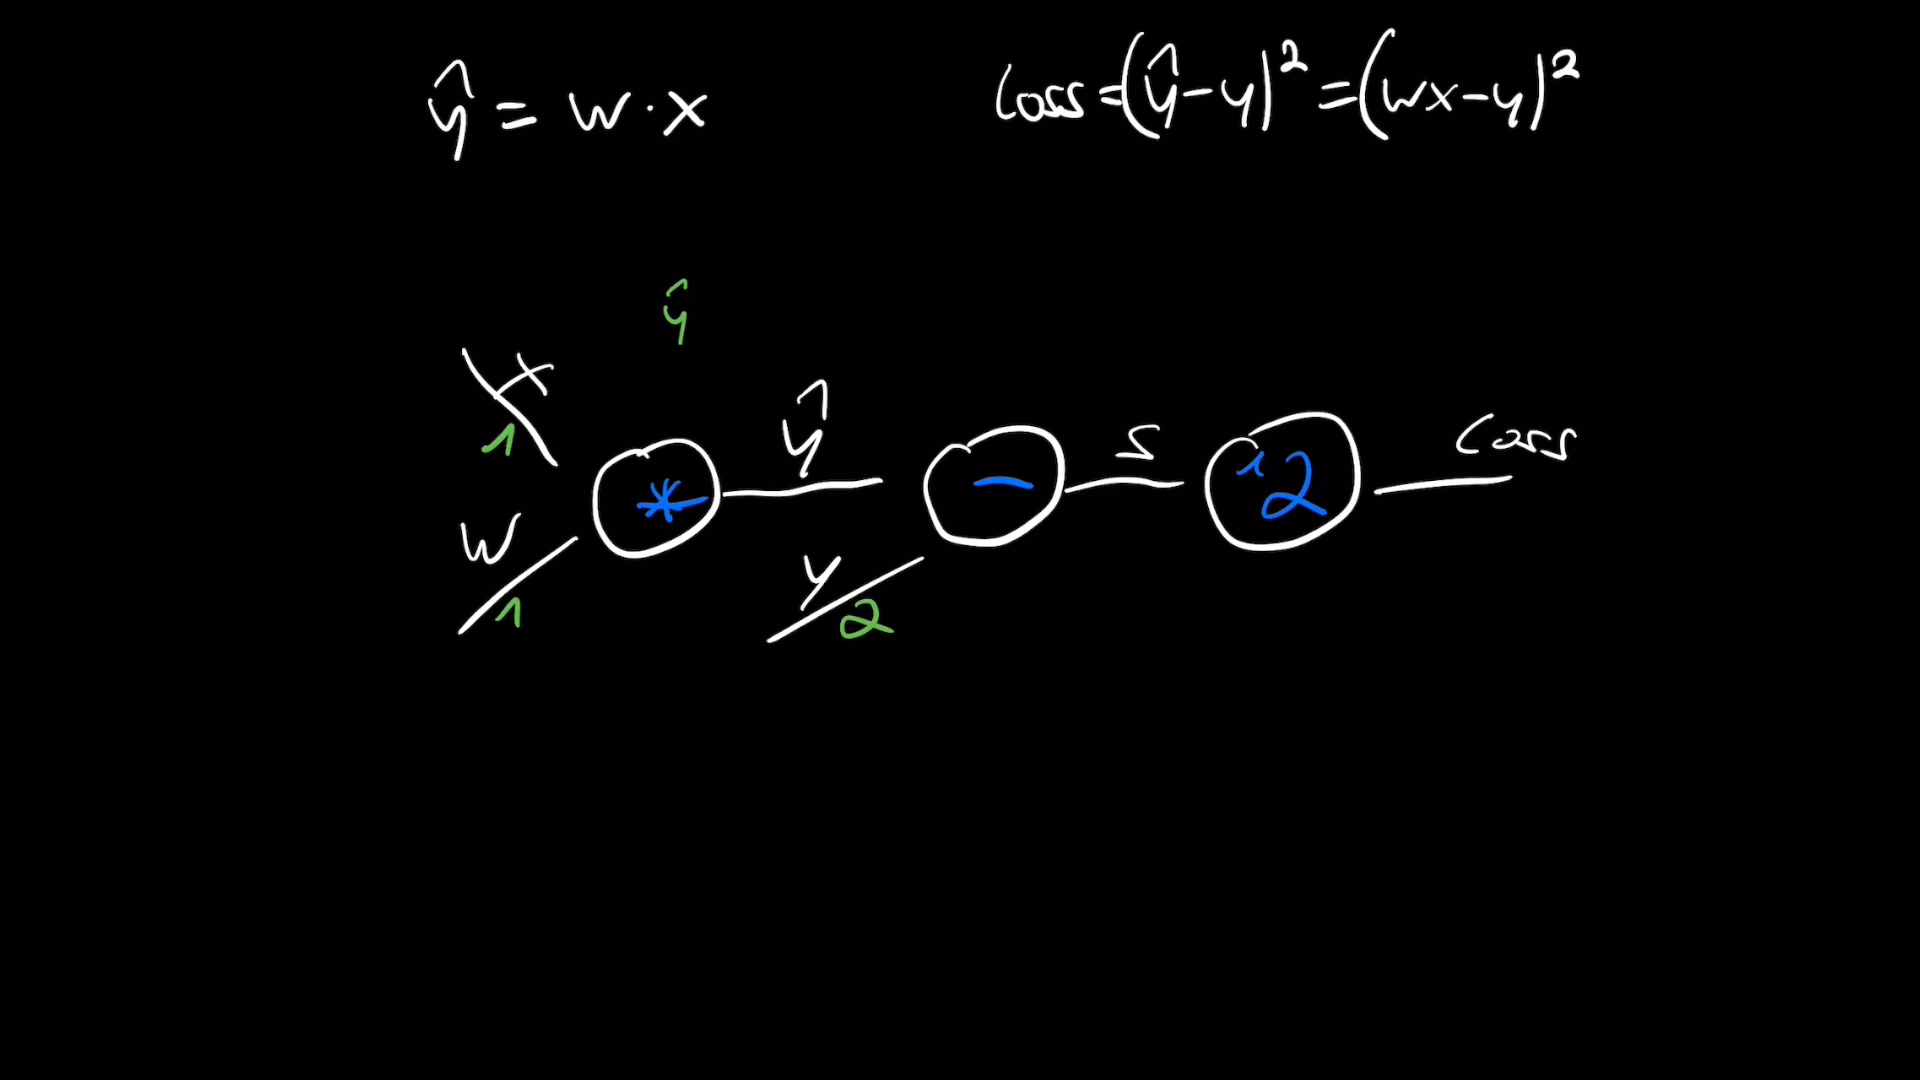 ŷ = w · x
Loss = (ŷ - y)² = (wx - y)²
ŷ
x
1
*
ŷ
-
s
^2
Loss
w
1
y
2